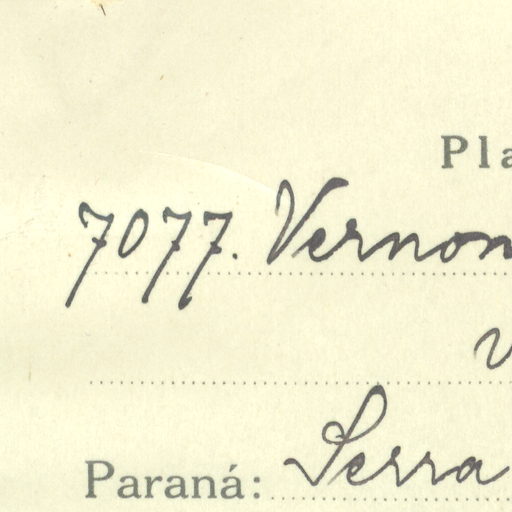 Pla
7077. Vernon
v
Paraná: Serra